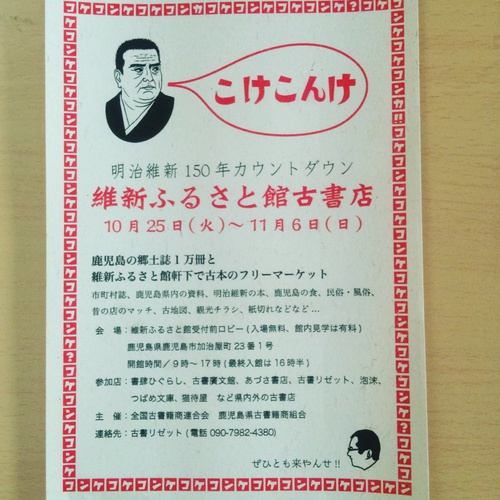 こけこんけ
明治維新150年カウントダウン
維新ふるさと館古書店
10月25日(火)〜11月6日(日)
鹿児島の郷土誌1万冊と
維新ふるさと館軒下で古本のフリーマーケット
市町村誌、鹿児島県内の資料、明治維新の本、鹿児島の食、民俗・風俗、
昔の店のマッチ、古地図、観光チラシ、紙切れなどなど…
会　場：維新ふるさと館受付前ロビー(入場無料、館内見学は有料)
鹿児島県鹿児島市加治屋町23番1号
開館時間／9時〜17時(最終入館は16時半)
参加店：書肆ひぐらし、古書廣文館、あづさ書店、古書リゼット、泡沫、
つばめ文庫、猫待屋　など県内外の古書店
主　催：全国古書籍商連合会　鹿児島県古書籍商組合
連絡先：古書リゼット(電話 090-7982-4380)
ぜひとも来やんせ!!